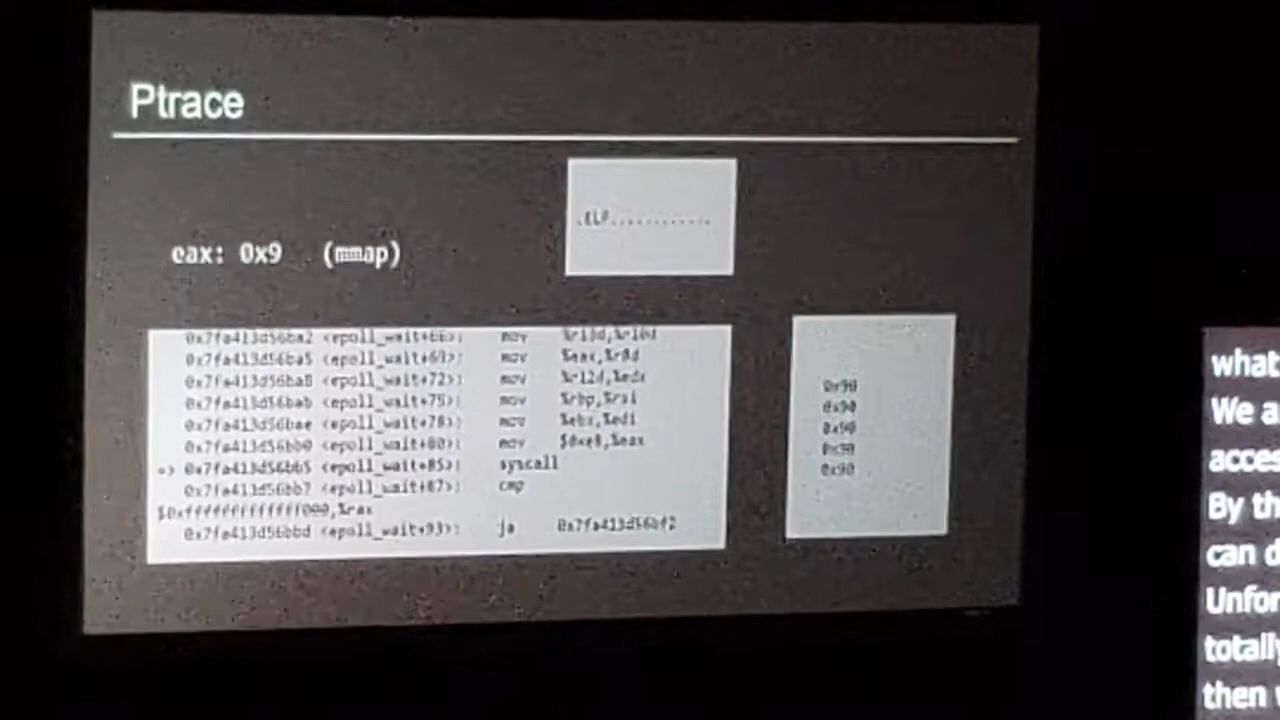 Ptrace
.ELF............
eax: 0x9 (mmap)
0x7fa413d56ba2 <epoll_wait+66>: mov %r13d,%r10d
0x7fa413d56ba5 <epoll_wait+69>: mov %eax,%r8d
0x7fa413d56ba8 <epoll_wait+72>: mov %r12d,%edx
0x7fa413d56bab <epoll_wait+75>: mov %rbp,%rsi
0x7fa413d56bae <epoll_wait+78>: mov %ebx,%edi
0x7fa413d56bb0 <epoll_wait+80>: mov $0xe8,%eax
=> 0x7fa413d56bb5 <epoll_wait+85>: syscall
0x7fa413d56bb7 <epoll_wait+87>: cmp
$0xfffffffffffff000,%rax
0x7fa413d56bbd <epoll_wait+93>: ja 0x7fa413d56bf2
0x90
0x90
0x90
0x90
0x90
what
We a
acces
By th
can d
Unfor
totally
then